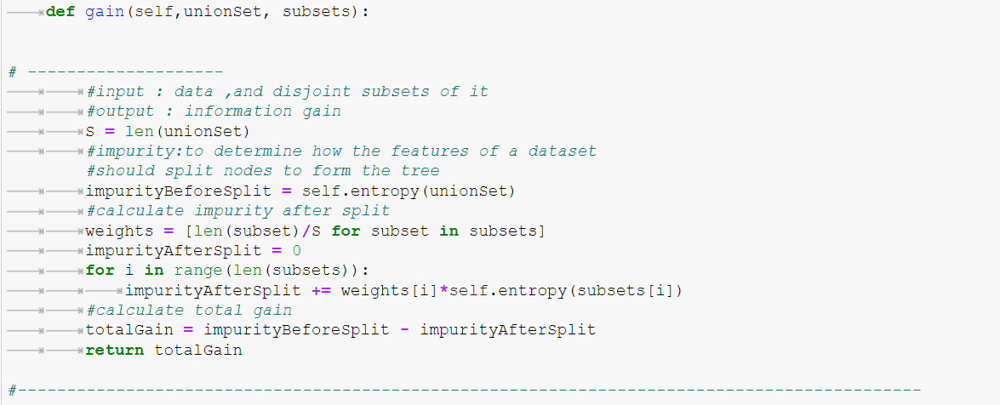 def gain(self,unionSet, subsets):
# --------------------
#input : data ,and disjoint subsets of it
#output : information gain
S = len(unionSet)
#impurity:to determine how the features of a dataset
#should split nodes to form the tree
impurityBeforeSplit = self.entropy(unionSet)
#calculate impurity after split
weights = [len(subset)/S for subset in subsets]
impurityAfterSplit = 0
for i in range(len(subsets)):
impurityAfterSplit += weights[i]*self.entropy(subsets[i])
#calculate total gain
totalGain = impurityBeforeSplit - impurityAfterSplit
return totalGain
#--------------------------------------------------------------------------------------------